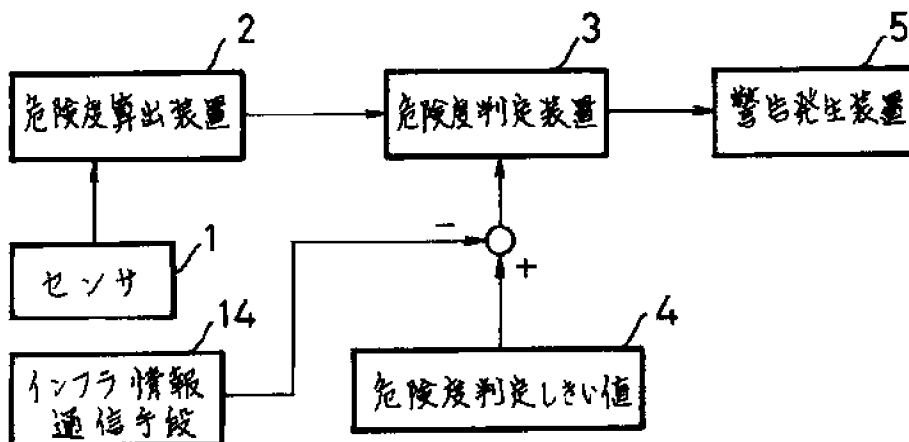 2
3
5
危険度算出装置
危険度判定装置
警告発生装置
1
センサ
−
+
14
インフラ情報
通信手段
4
危険度判定しきい値